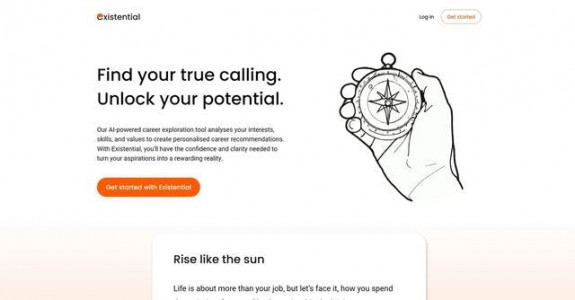 existential
Log in
Get started
Find your true calling.
Unlock your potential.
Our AI-powered career exploration tool analyses your interests,
skills, and values to create personalised career recommendations.
With Existential, you'll have the confidence and clarity needed to
turn your aspirations into a rewarding reality.
Get started with Existential
Rise like the sun
Life is about more than your job, but let's face it, how you spend